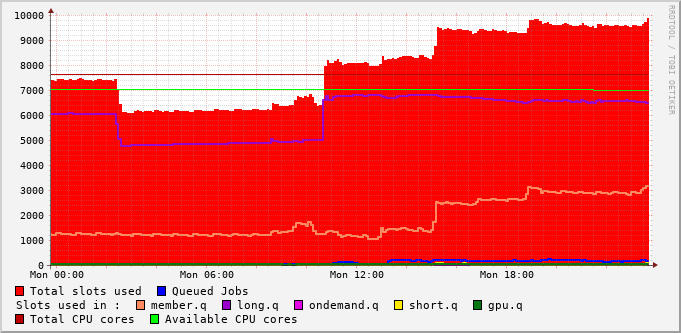 10000
9000
8000
7000
6000
5000
4000
3000
2000
1000
0
Mon 00:00 Mon 06:00 Mon 12:00 Mon 18:00
Total slots used Queued Jobs
Slots used in : member.q long.q ondemand.q short.q gpu.q
Total CPU cores Available CPU cores
RRDTOOL / TOBI OETIKER